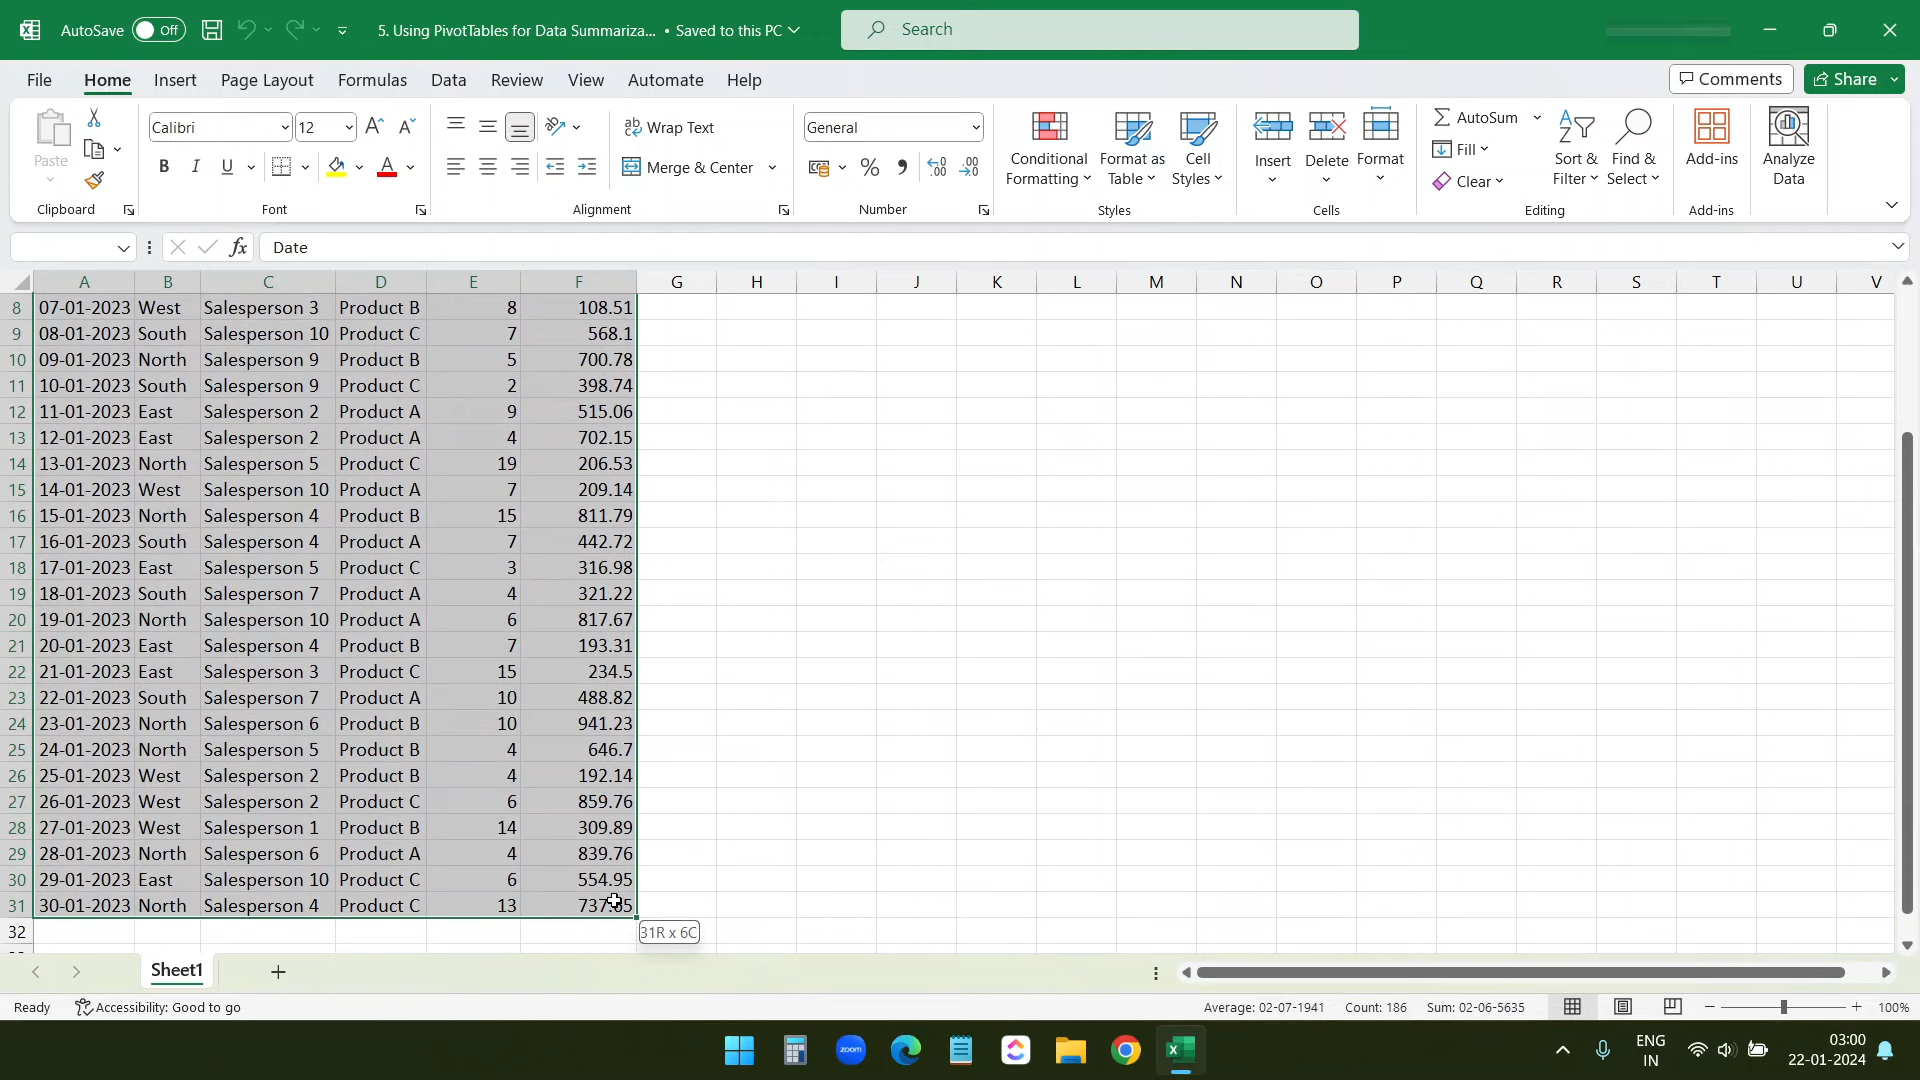 AutoSave Off 5. Using PivotTables for Data Summariza... • Saved to this PC Search
File Home Insert Page Layout Formulas Data Review View Automate Help Comments Share
Paste
Clipboard
Calibri 12
B I U A
Font
Wrap Text
Merge & Center
Alignment
General
% , .00
Number
Conditional Formatting
Format as Table
Cell Styles
Styles
Insert
Delete
Format
Cells
AutoSum
Fill
Clear
Sort & Filter
Find & Select
Editing
Add-ins
Add-ins
Analyze Data
fx Date
A B C D E F G H I J K L M N O P Q R S T U V
8 07-01-2023 West Salesperson 3 Product B 8 108.51
9 08-01-2023 South Salesperson 10 Product C 7 568.1
10 09-01-2023 North Salesperson 9 Product B 5 700.78
11 10-01-2023 South Salesperson 9 Product C 2 398.74
12 11-01-2023 East Salesperson 2 Product A 9 515.06
13 12-01-2023 East Salesperson 2 Product A 4 702.15
14 13-01-2023 North Salesperson 5 Product C 19 206.53
15 14-01-2023 West Salesperson 10 Product A 7 209.14
16 15-01-2023 North Salesperson 4 Product B 15 811.79
17 16-01-2023 South Salesperson 4 Product A 7 442.72
18 17-01-2023 East Salesperson 5 Product C 3 316.98
19 18-01-2023 South Salesperson 7 Product A 4 321.22
20 19-01-2023 North Salesperson 10 Product A 6 817.67
21 20-01-2023 East Salesperson 4 Product B 7 193.31
22 21-01-2023 East Salesperson 3 Product C 15 234.5
23 22-01-2023 South Salesperson 7 Product A 10 488.82
24 23-01-2023 North Salesperson 6 Product B 10 941.23
25 24-01-2023 North Salesperson 5 Product B 4 646.7
26 25-01-2023 West Salesperson 2 Product B 4 192.14
27 26-01-2023 West Salesperson 2 Product C 6 859.76
28 27-01-2023 West Salesperson 1 Product B 14 309.89
29 28-01-2023 North Salesperson 6 Product A 4 839.76
30 29-01-2023 East Salesperson 10 Product C 6 554.95
31 30-01-2023 North Salesperson 4 Product C 13
32
31R x 6C
Sheet1
Ready Accessibility: Good to go Average: 02-07-1941 Count: 186 Sum: 02-06-5635 100%
zoom
ENG
IN
03:00
22-01-2024